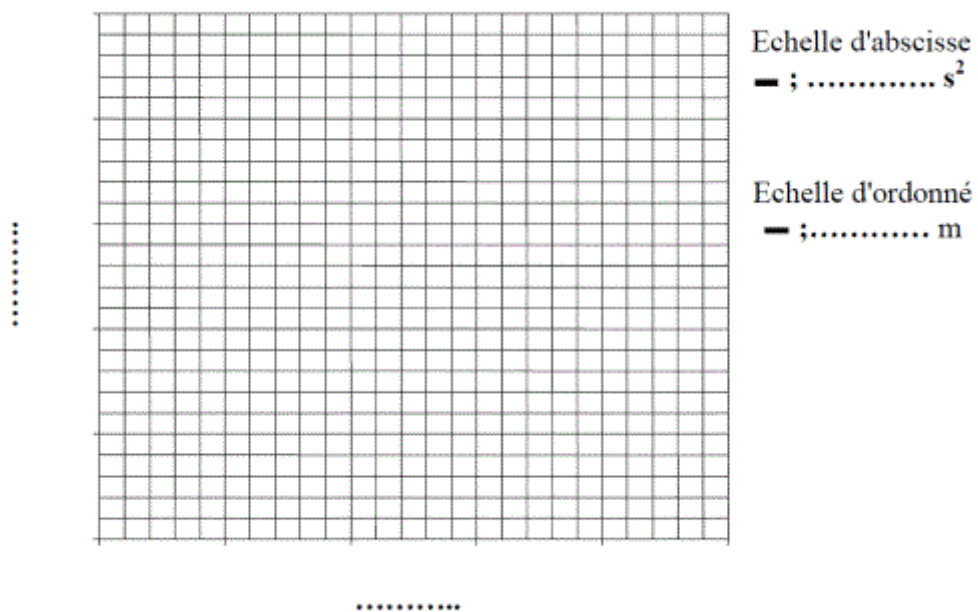 Echelle d'abscisse
▬ ; ………….. s²
Echelle d'ordonné
▬ ;………… m
………..
………...